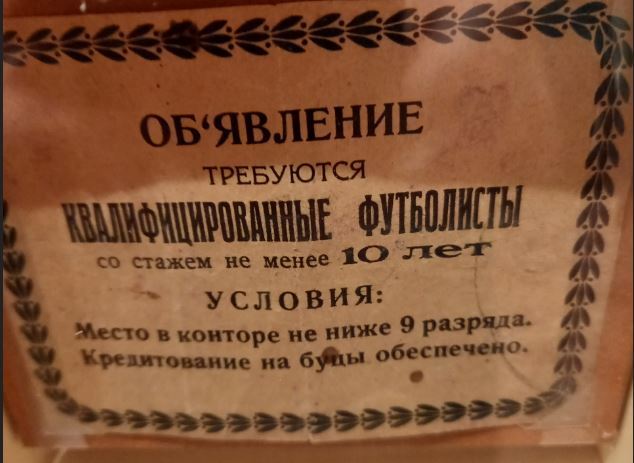 ОБ‘ЯВЛЕНИЕ
ТРЕБУЮТСЯ
КВАЛИФИЦИРОВАННЫЕ ФУТБОЛИСТЫ
со стажем не менее 10 лет
УСЛОВИЯ:
Место в конторе не ниже 9 разряда.
Кредитование на буцы обеспечено.